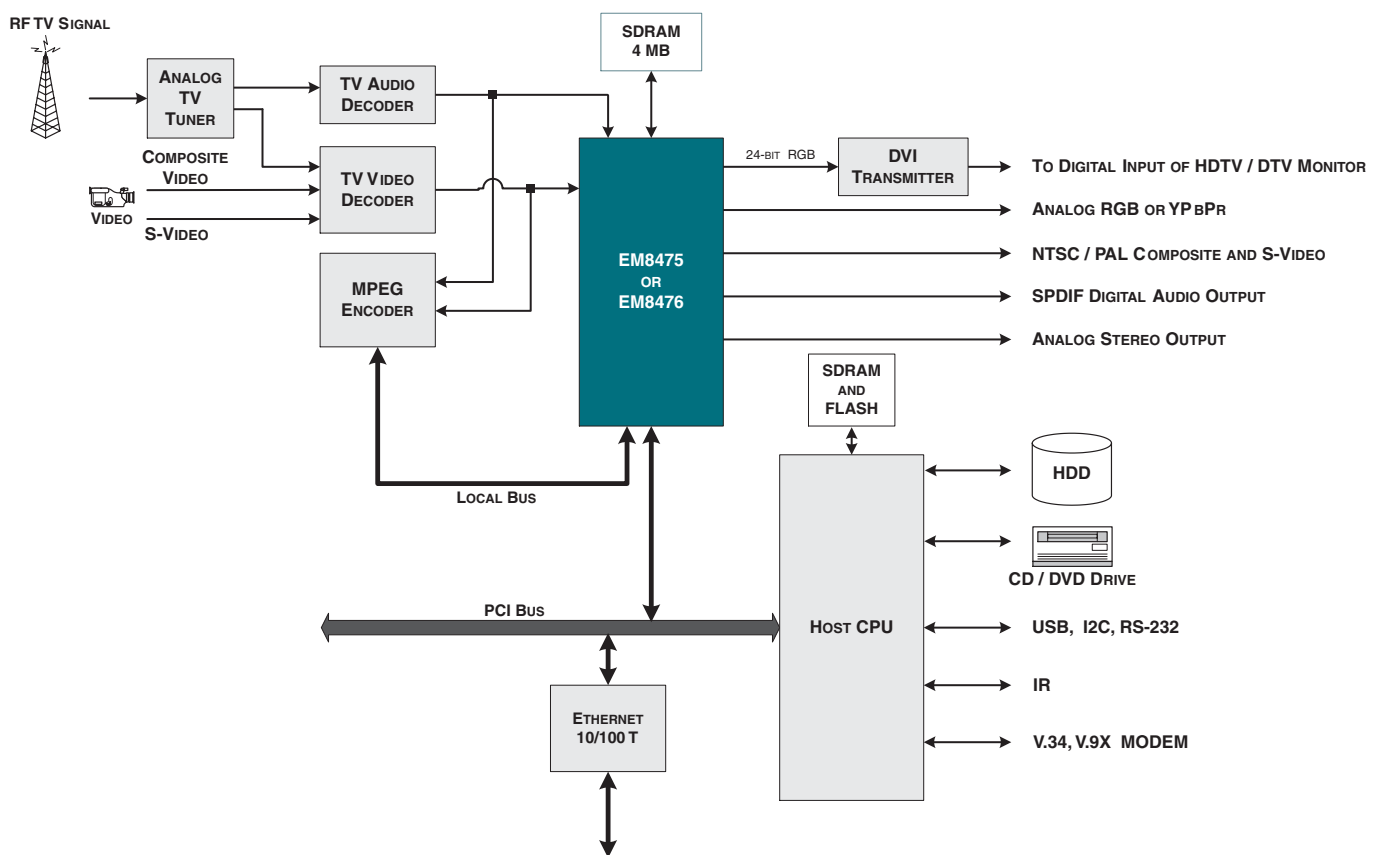 RF TV SIGNAL
SDRAM
4 MB
ANALOG
TV
TUNER
TV AUDIO
DECODER
COMPOSITE
VIDEO
TV VIDEO
DECODER
VIDEO
S-VIDEO
MPEG
ENCODER
EM8475
OR
EM8476
24-BIT RGB
DVI
TRANSMITTER
TO DIGITAL INPUT OF HDTV / DTV MONITOR
ANALOG RGB OR YPBPR
NTSC / PAL COMPOSITE AND S-VIDEO
SPDIF DIGITAL AUDIO OUTPUT
ANALOG STEREO OUTPUT
SDRAM
AND
FLASH
LOCAL BUS
HDD
CD / DVD DRIVE
PCI BUS
HOST CPU
USB, I2C, RS-232
IR
ETHERNET
10/100 T
V.34, V.9X MODEM